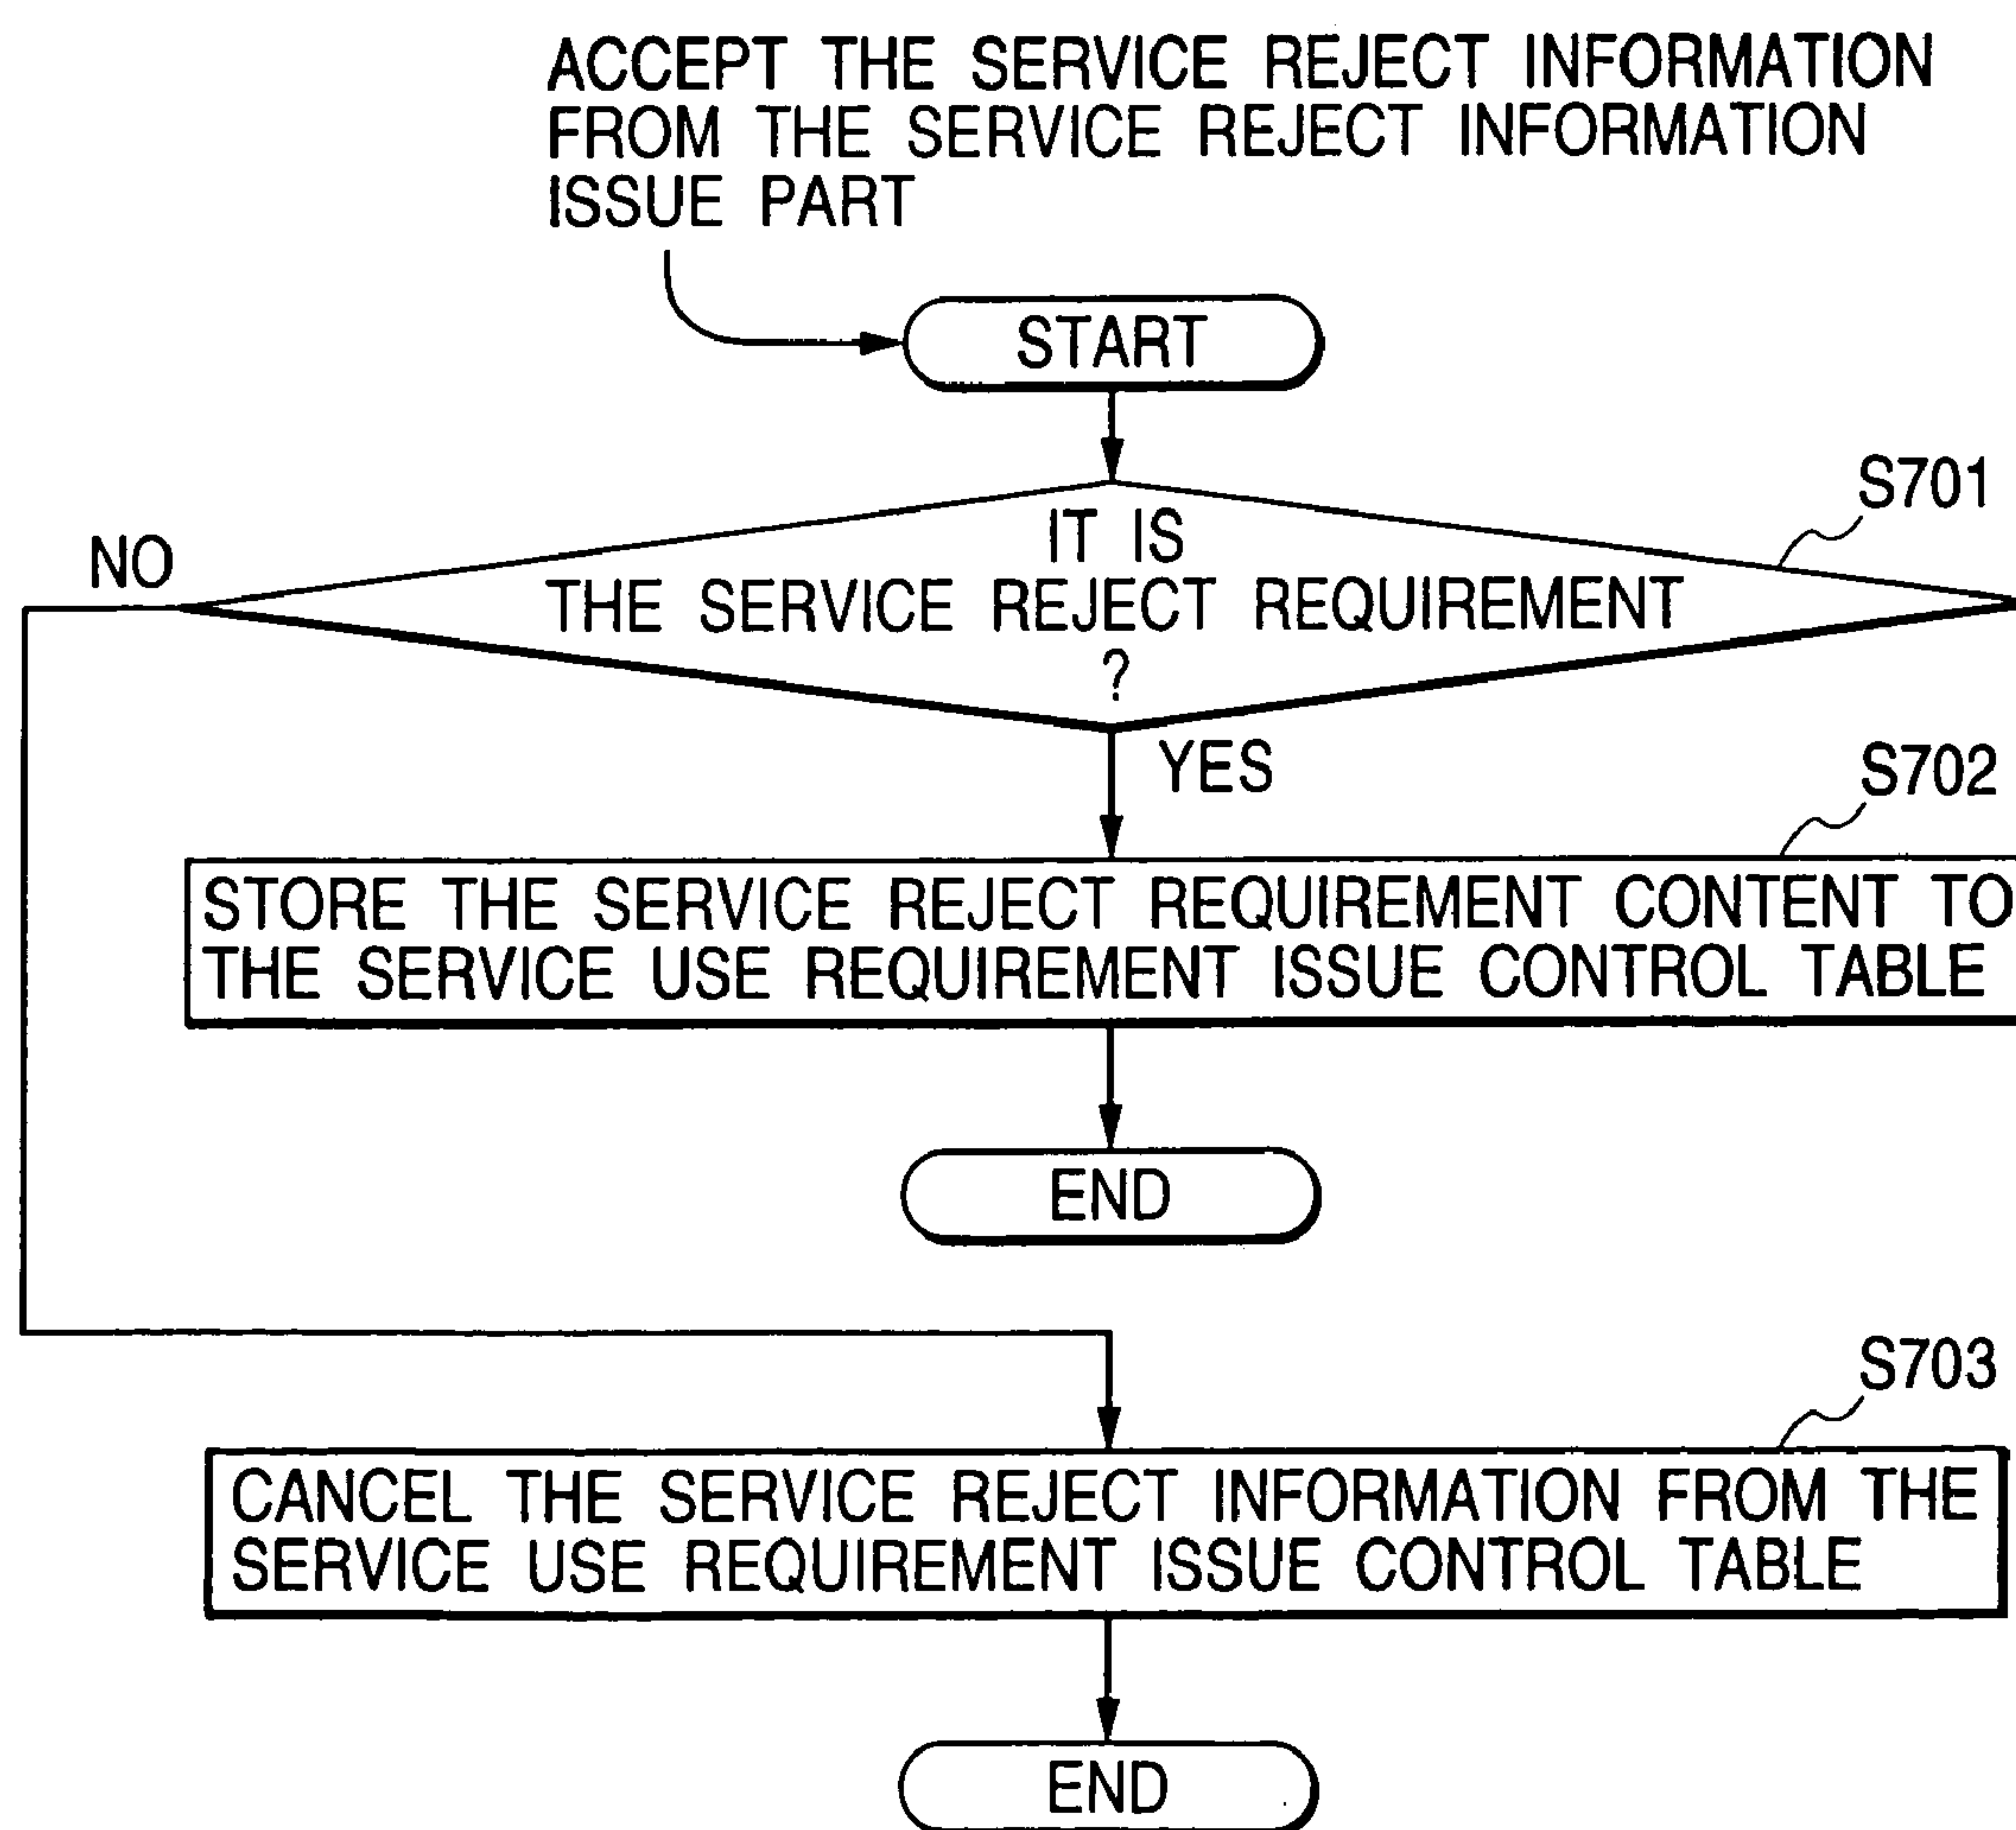 ACCEPT THE SERVICE REJECT INFORMATION
FROM THE SERVICE REJECT INFORMATION
ISSUE PART
START
S701
IT IS
THE SERVICE REJECT REQUIREMENT
?
NO
YES
S702
STORE THE SERVICE REJECT REQUIREMENT CONTENT TO
THE SERVICE USE REQUIREMENT ISSUE CONTROL TABLE
END
S703
CANCEL THE SERVICE REJECT INFORMATION FROM THE
SERVICE USE REQUIREMENT ISSUE CONTROL TABLE
END